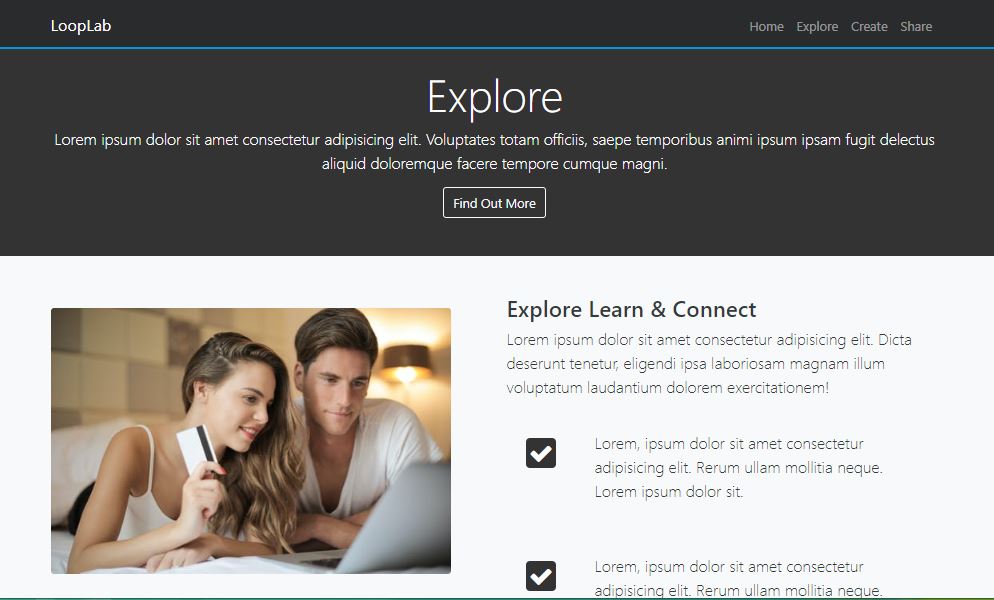 LoopLab
Home Explore Create Share
Explore
Lorem ipsum dolor sit amet consectetur adipisicing elit. Voluptates totam officiis, saepe temporibus animi ipsum ipsam fugit delectus
aliquid doloremque facere tempore cumque magni.
Find Out More
Explore Learn & Connect
Lorem ipsum dolor sit amet consectetur adipisicing elit. Dicta
deserunt tenetur, eligendi ipsa laboriosam magnam illum
voluptatum laudantium dolorem exercitationem!
Lorem, ipsum dolor sit amet consectetur
adipisicing elit. Rerum ullam mollitia neque.
Lorem ipsum dolor sit.
Lorem, ipsum dolor sit amet consectetur
adipisicing elit. Rerum ullam mollitia neque.